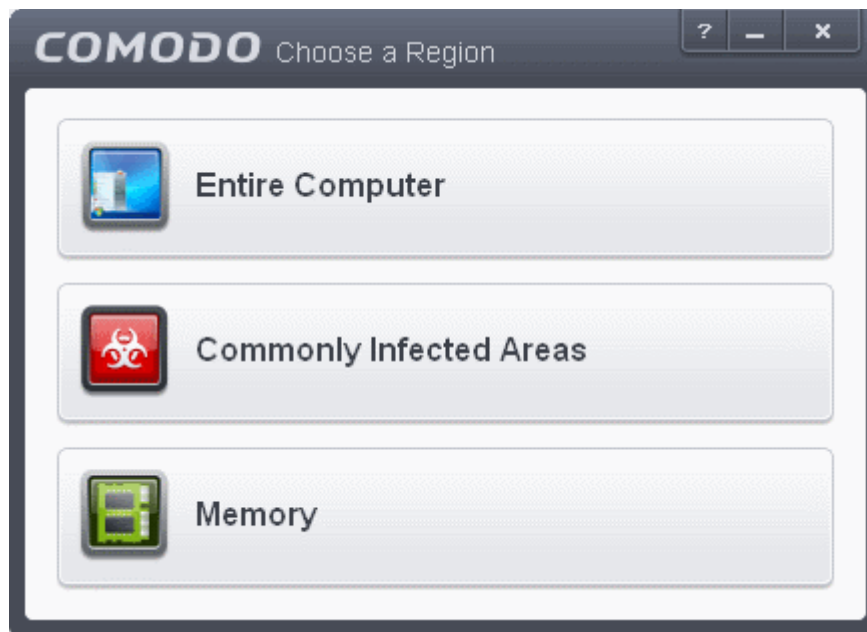 COMODO Choose a Region ?
Entire Computer
Commonly Infected Areas
Memory